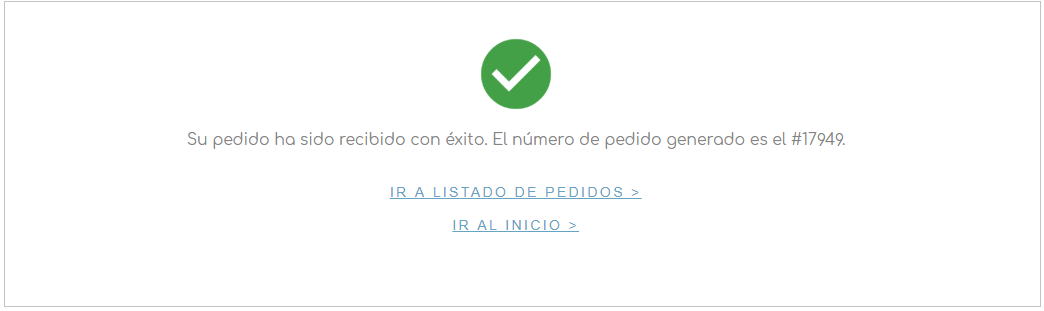 Su pedido ha sido recibido con éxito. El número de pedido generado es el #17949.
IR A LISTADO DE PEDIDOS >
IR AL INICIO >